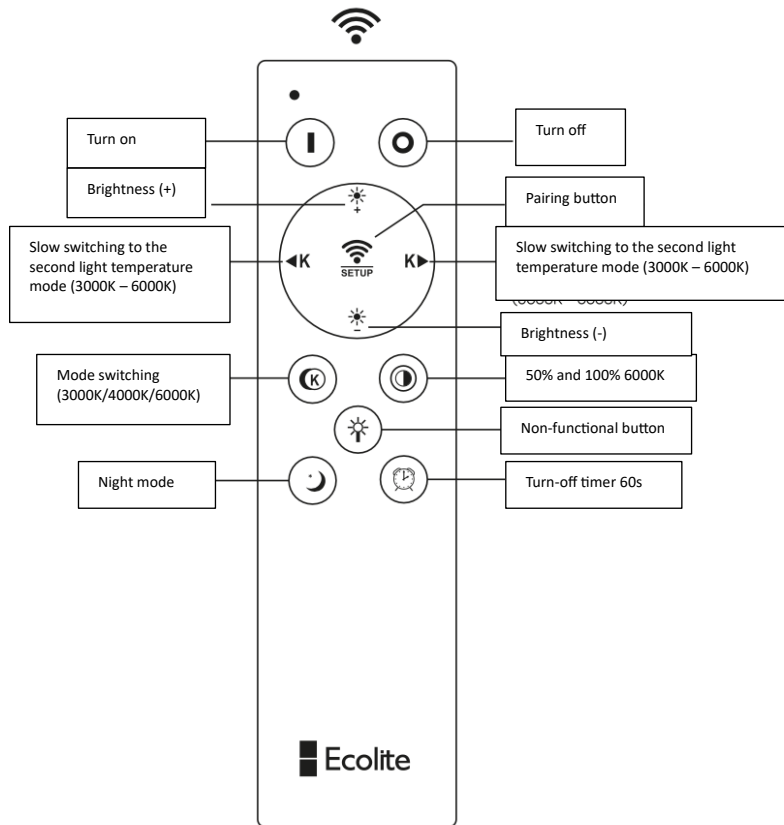 Turn on
Turn off
Brightness (+)
Pairing button
+
Slow switching to the
second light temperature
mode (3000K – 6000K)
K
SETUP
K
Slow switching to the second light
temperature mode (3000K – 6000K)
Brightness (-)
–
Mode switching
(3000K/4000K/6000K)
K
50% and 100% 6000K
Non-functional button
Night mode
Turn-off timer 60s
Ecolite